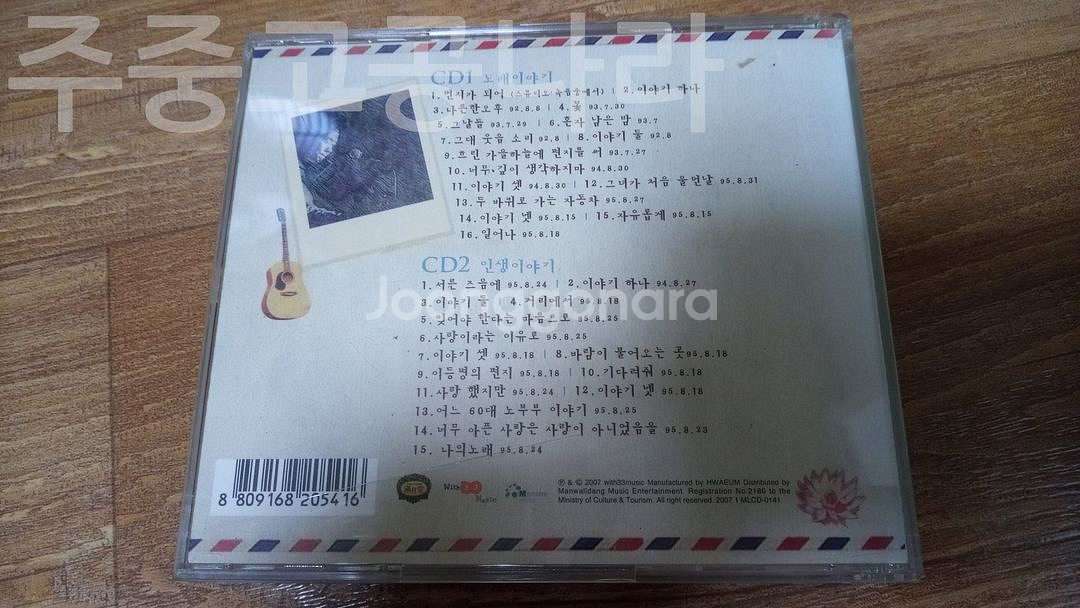 주중고공나라
CD1 노래이야기
1.먼지가 되어 (스튜디오 녹음중에서) | 2.이야기 하나
3.나른한오후 92.8.8 | 4.꽃 93.7.30
5.그날들 93.7.29 | 6.혼자 남은 밤 93.7
7.그대 웃음 소리 92.8 | 8.이야기 둘 92.8
9.흐린 가을하늘에 편지를 써 93.7.27
10.너무 깊이 생각하지마 94.8.30
11.이야기 셋 94.8.30 | 12.그녀가 처음 울던날 95.8.31
13.두 바퀴로 가는 자동차 95.8.27
14.이야기 넷 95.8.15 | 15.자유롭게 95.8.15
16.일어나 95.8.18
CD2 인생이야기
1.서른 즈음에 95.8.24 | 2.이야기 하나 94.8.27
3.이야기 둘 4.거리에서 95.8.18
5.잊어야 한다는 마음으로 95.8.25
6.사랑이라는 이유로 95.8.25
7.이야기 셋 95.8.18 | 8.바람이 불어오는 곳 95.8.18
9.이등병의 편지 95.8.18 | 10.기다려줘 95.8.18
11.사랑 했지만 95.8.24 | 12.이야기 넷 95.8.18
13.어느 60대 노부부 이야기 95.8.25
14.너무 아픈 사랑은 사랑이 아니었음을 95.8.23
15. 나의노래 95.8.24
8 809168 205416
With33 Music
℗ & © 2007 with33music Manufactured by HWAEUM Distributed by
Manwalldang Music Entertainment. Registration No.2180 to the
Ministry of Culture & Tourism. All right reserved. 2007.1 MLCD-0141